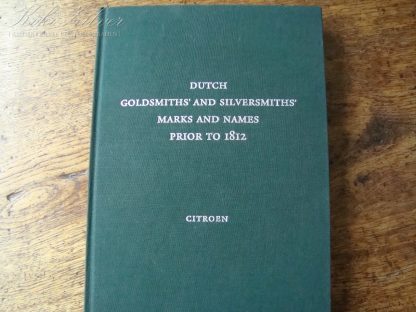 DUTCH
GOLDSMITHS' AND SILVERSMITHS'
MARKS AND NAMES
PRIOR TO 1812
CITROEN